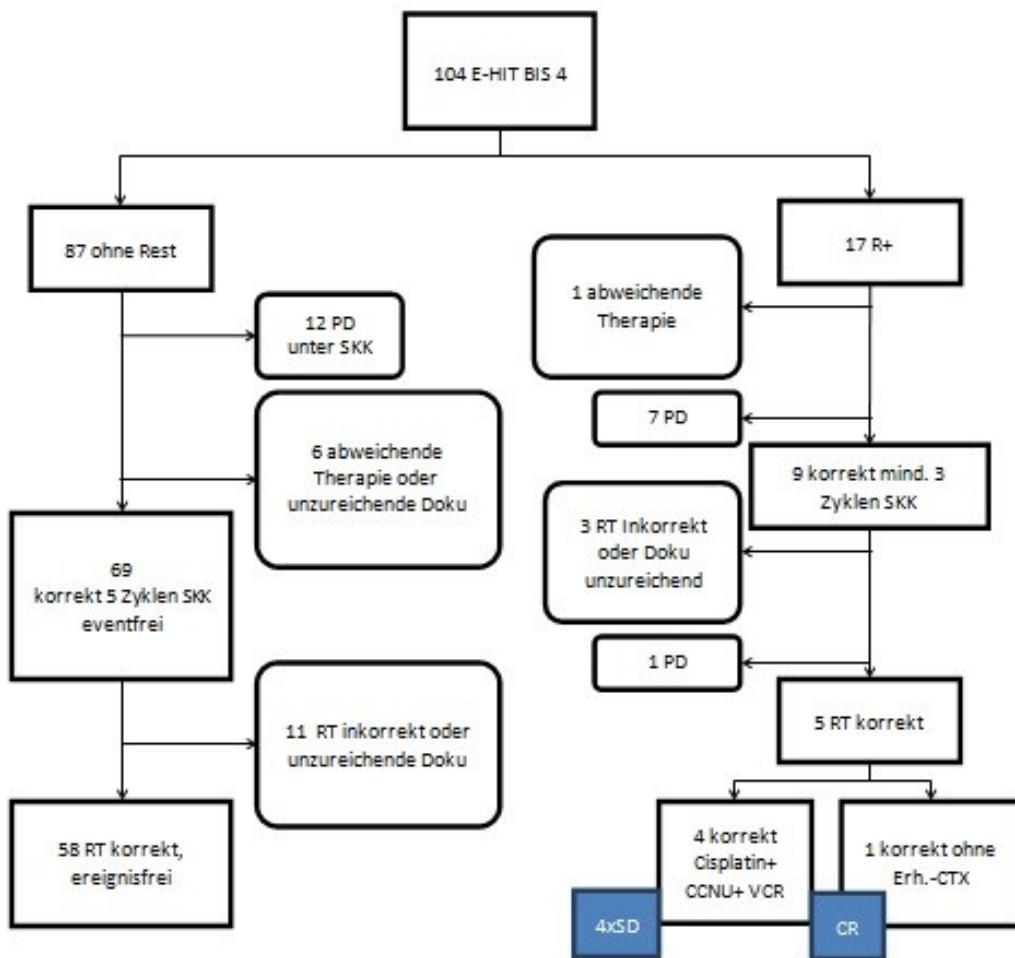 104 E-HIT BIS 4
87 ohne Rest
17 R+
12 PD
unter SKK
1 abweichende
Therapie
7 PD
6 abweichende
Therapie oder
unzureichende Doku
9 korrekt mind. 3
Zyklen SKK
69
korrekt 5 Zyklen SKK
eventfrei
3 RT Inkorrekt
oder Doku
unzureichend
1 PD
11 RT inkorrekt oder
unzureichende Doku
5 RT korrekt
58 RT korrekt,
ereignisfrei
4 korrekt
Cisplatin+
CCNU+ VCR
1 korrekt ohne
Erh.-CTX
4xSD
CR